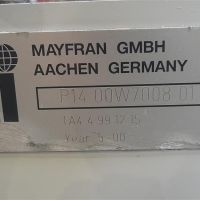 MAYFRAN GMBH
AACHEN GERMANY
P14 00W7008 01
Year 5-00